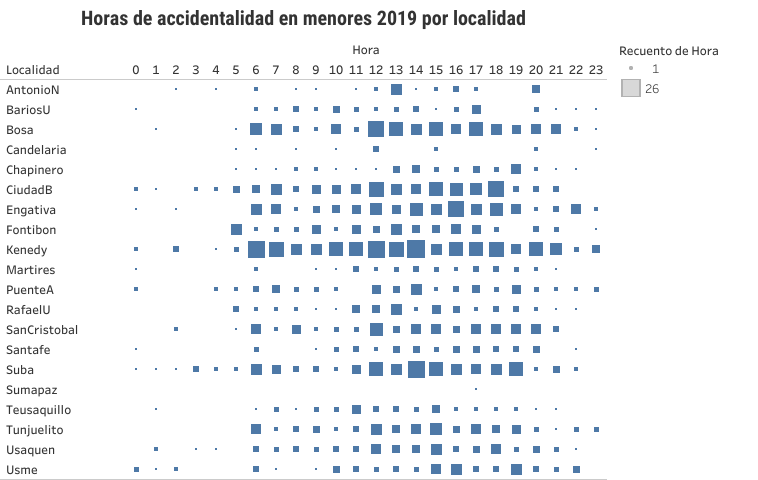 Horas de accidentalidad en menores 2019 por localidad
Hora
Localidad 0 1 2 3 4 5 6 7 8 9 10 11 12 13 14 15 16 17 18 19 20 21 22 23
AntonioN
BariosU
Bosa
Candelaria
Chapinero
CiudadB
Engativa
Fontibon
Kenedy
Martires
PuenteA
RafaelU
SanCristobal
Santafe
Suba
Sumapaz
Teusaquillo
Tunjuelito
Usaquen
Usme
Recuento de Hora
1
26